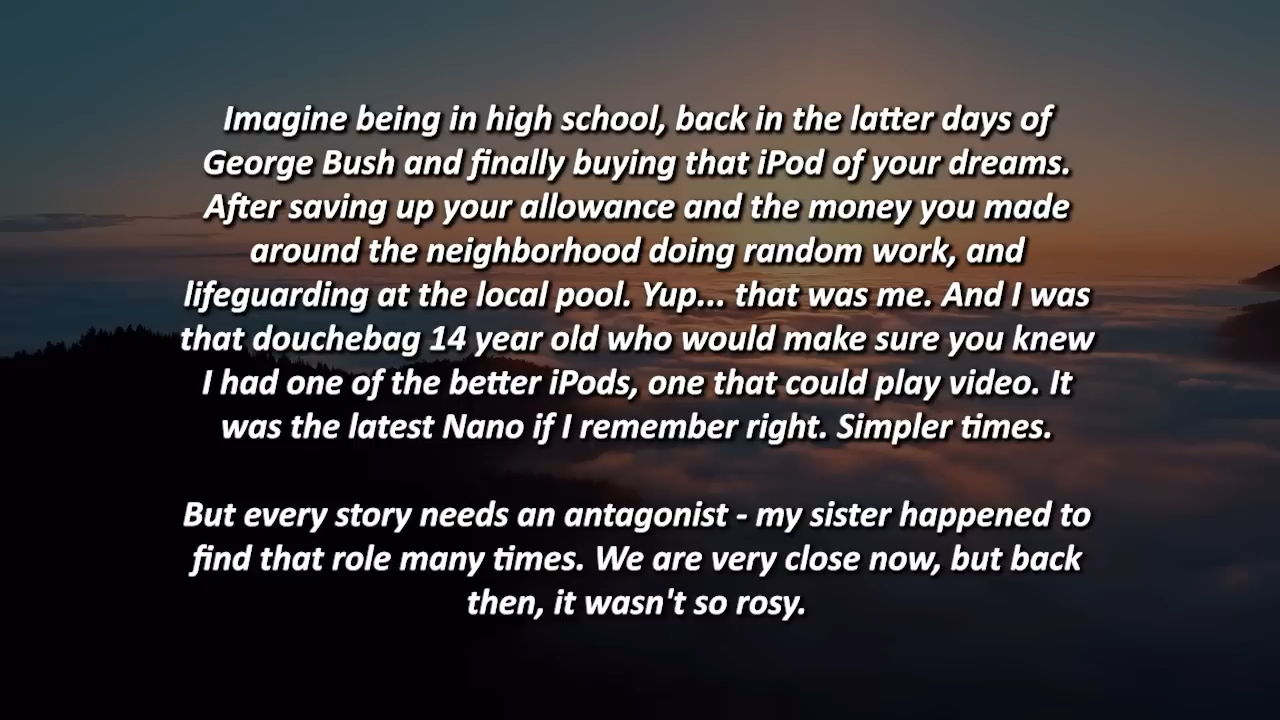 Imagine being in high school, back in the latter days of
George Bush and finally buying that iPod of your dreams.
After saving up your allowance and the money you made
around the neighborhood doing random work, and
lifeguarding at the local pool. Yup... that was me. And I was
that douchebag 14 year old who would make sure you knew
I had one of the better iPods, one that could play video. It
was the latest Nano if I remember right. Simpler times.
But every story needs an antagonist - my sister happened to
find that role many times. We are very close now, but back
then, it wasn't so rosy.